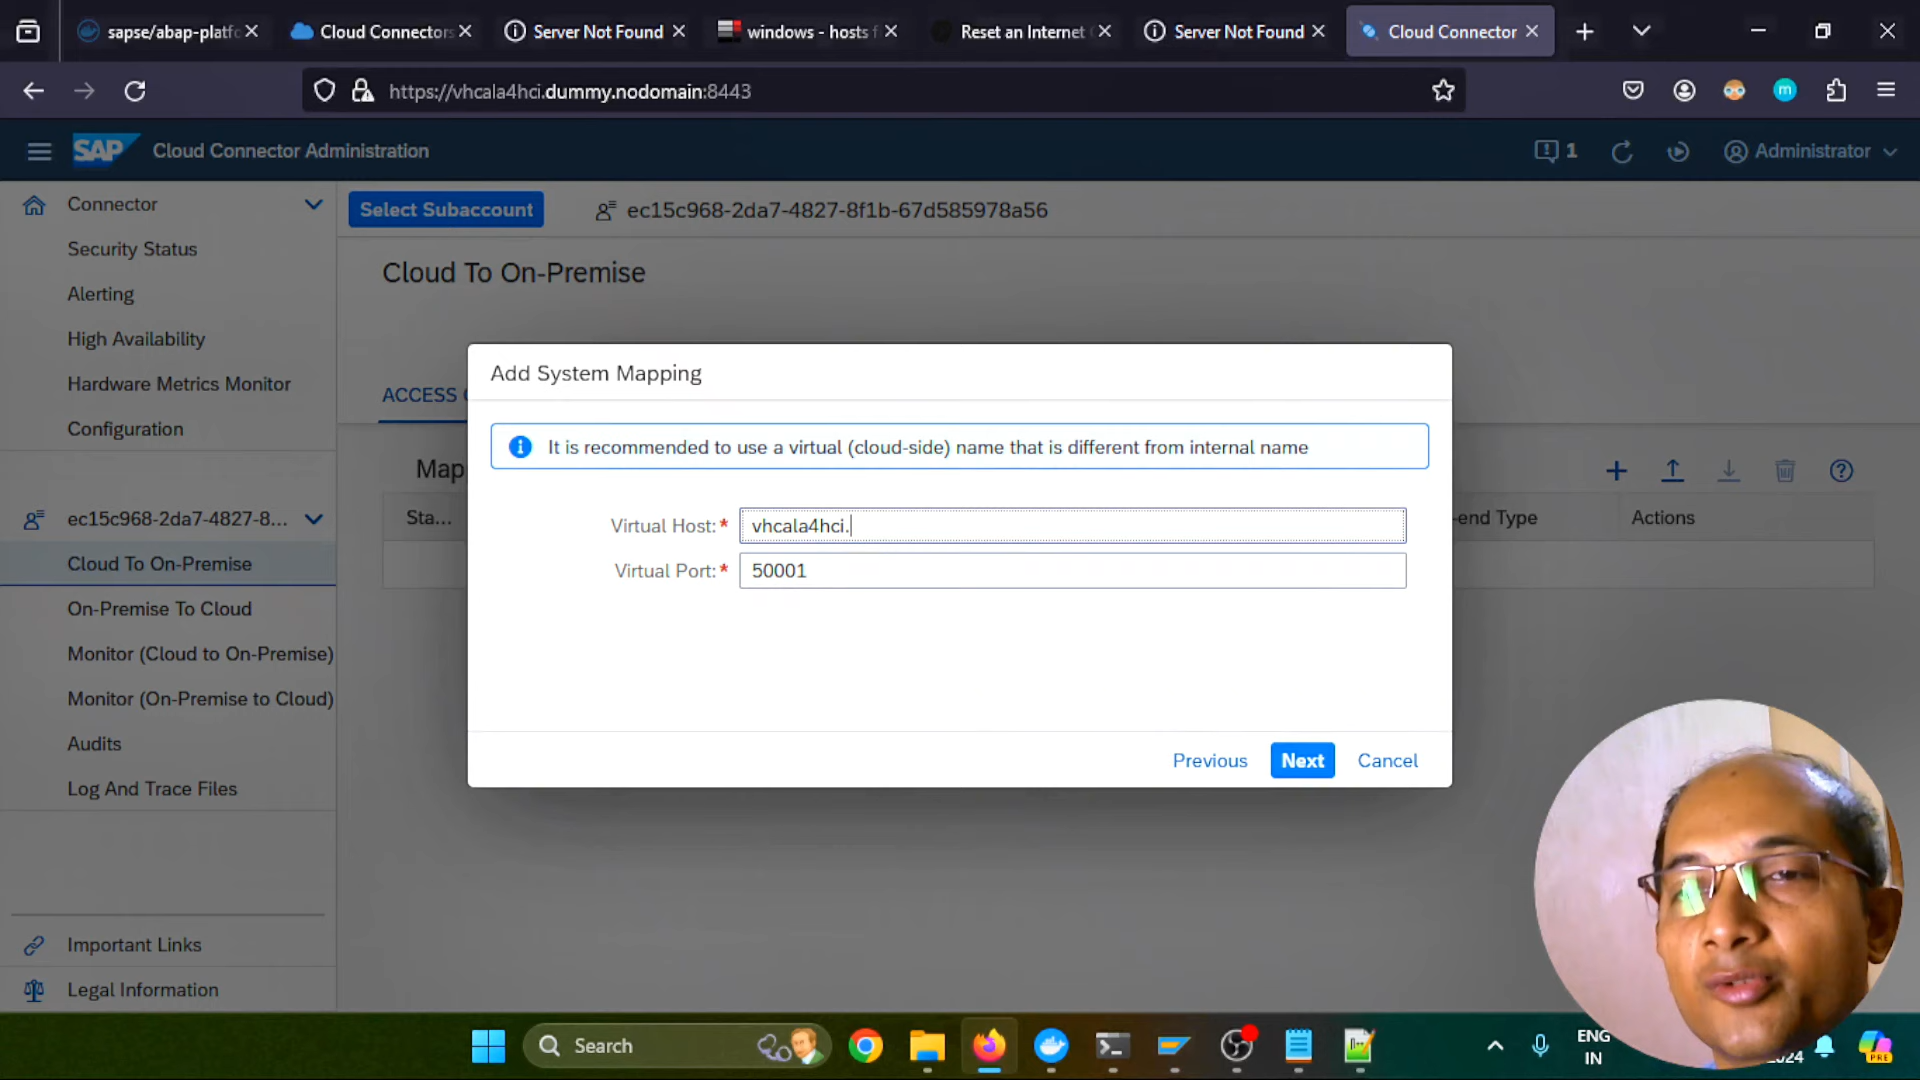 sapse/abap-platf
Cloud Connectors
Server Not Found
windows - hosts f
Reset an Internet
Server Not Found
Cloud Connector
https://vhcala4hci.dummy.nodomain:8443
SAP
Cloud Connector Administration
1
Administrator
Connector
Security Status
Alerting
High Availability
Hardware Metrics Monitor
Configuration
ec15c968-2da7-4827-8...
Cloud To On-Premise
On-Premise To Cloud
Monitor (Cloud to On-Premise)
Monitor (On-Premise to Cloud)
Audits
Log And Trace Files
Important Links
Legal Information
Select Subaccount
ec15c968-2da7-4827-8f1b-67d585978a56
Cloud To On-Premise
ACCESS
Map
Sta...
-end Type
Actions
Add System Mapping
It is recommended to use a virtual (cloud-side) name that is different from internal name
Virtual Host:* vhcala4hci.
Virtual Port:* 50001
Previous
Next
Cancel
Search
ENG
IN
2024
PRE